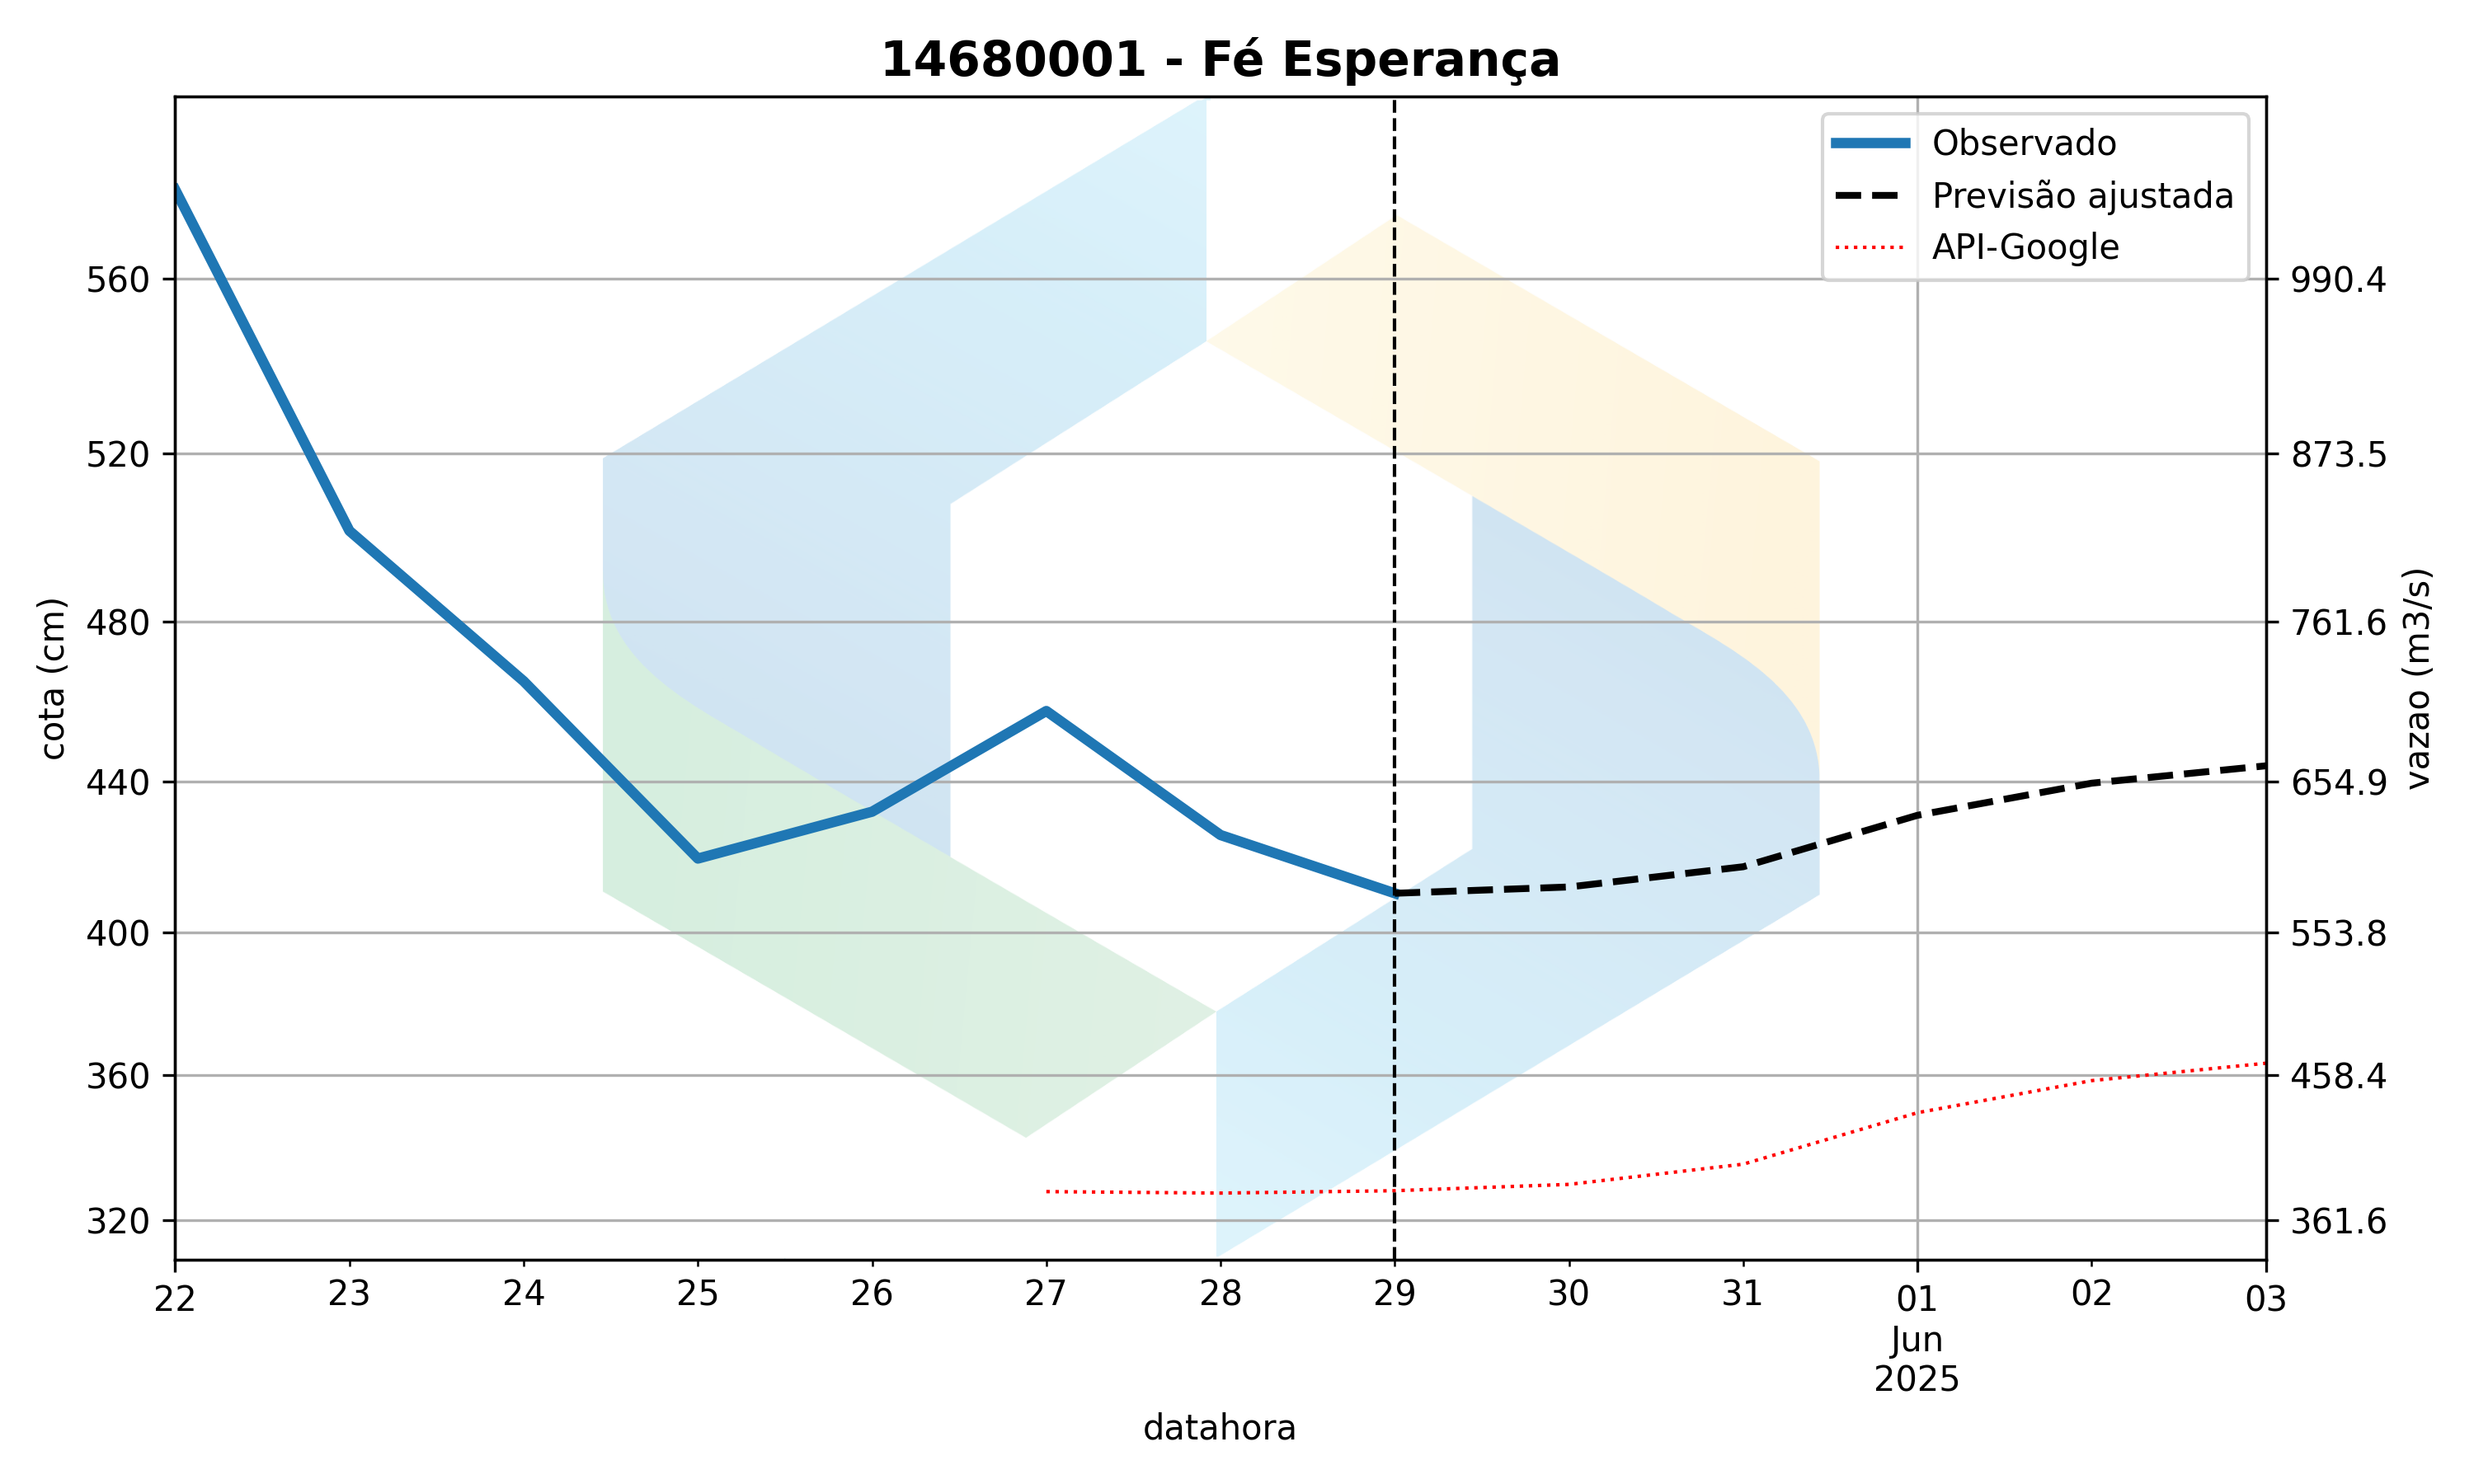 14680001 - Fé Esperança
Observado
Previsão ajustada
API-Google
560
520
480
440
400
360
320
cota (cm)
990.4
873.5
761.6
654.9
553.8
458.4
361.6
vazao (m3/s)
22 23 24 25 26 27 28 29 30 31 01 02 03
Jun
2025
datahora